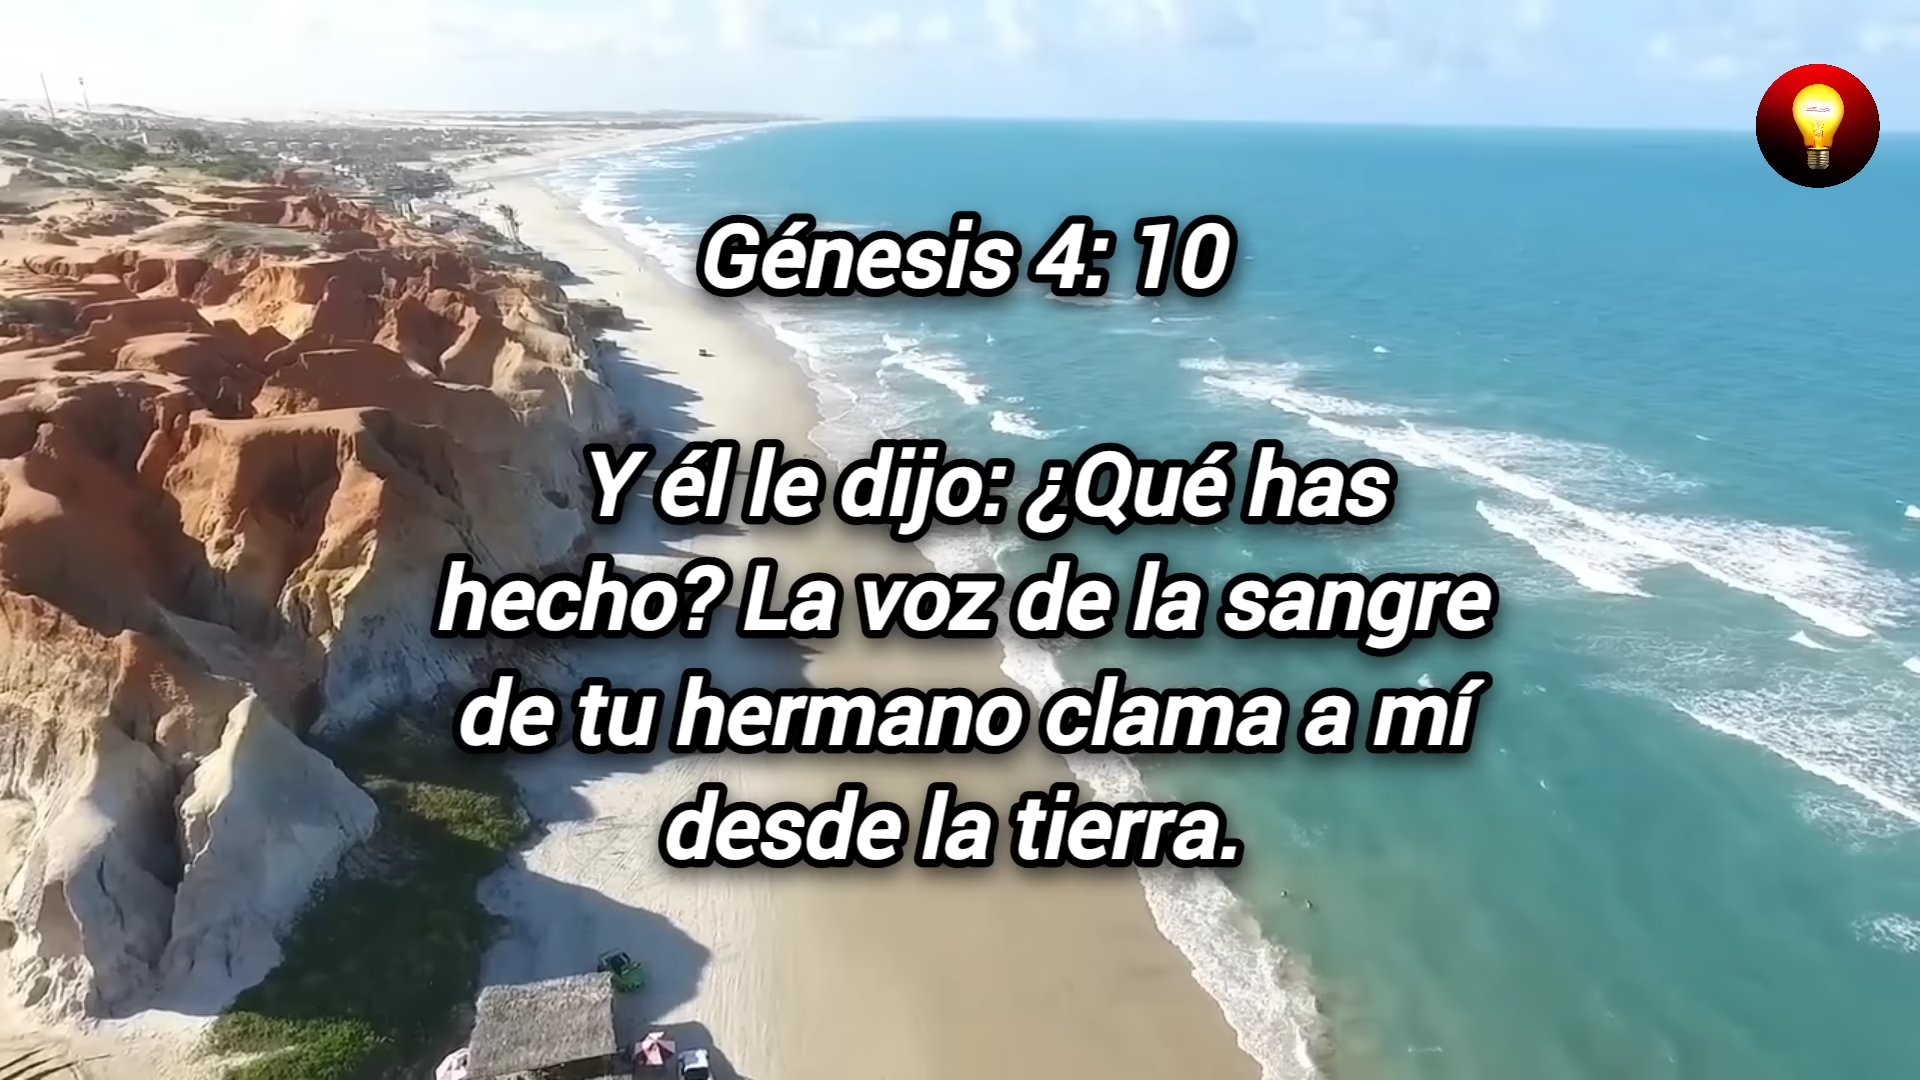 Génesis 4: 10
Y él le dijo: ¿Qué has
hecho? La voz de la sangre
de tu hermano clama a mí
desde la tierra.